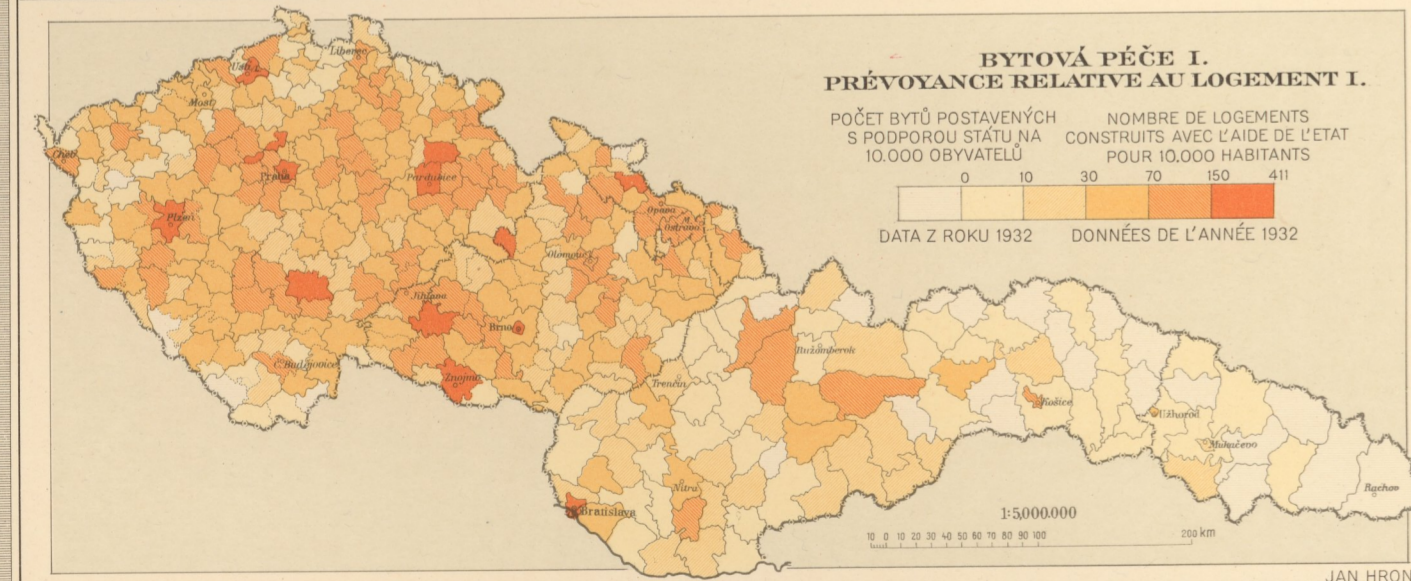 BYTOVÁ PÉČE I.
PRÉVOYANCE RELATIVE AU LOGEMENT I.
POČET BYTŮ POSTAVENÝCH
S PODPOROU STÁTU NA
10.000 OBYVATELŮ
NOMBRE DE LOGEMENTS
CONSTRUITS AVEC L'AIDE DE L'ETAT
POUR 10.000 HABITANTS
0 10 30 70 150 411
DATA Z ROKU 1932
DONNÉES DE L'ANNÉE 1932
Liberec
Ústí
Most
Cheb
Praha
Pardubice
Plzeň
Opava
M. Ostrava
Olomouc
Jihlava
Brno
Č. Budějovice
Znojmo
Ružomberok
Trenčín
Košice
Užhorod
Mukačevo
Nitra
Rachov
Bratislava
1:5,000.000
10 0 10 20 30 40 50 60 70 80 90 100 200 km
JAN HRON